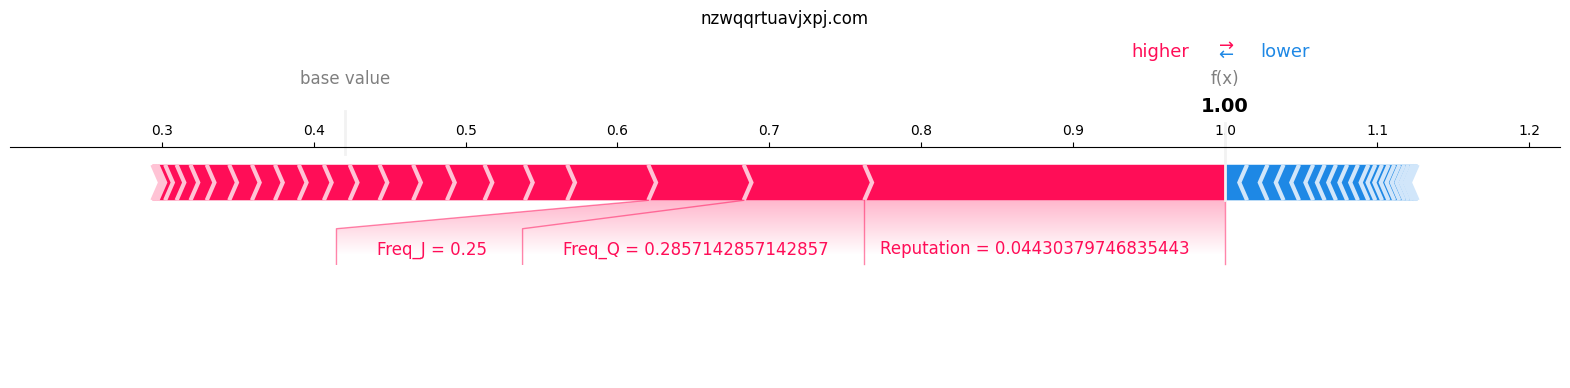 nzwqqrtuavjxpj.com
higher ⇄ lower
base value f(x)
1.00
0.3 0.4 0.5 0.6 0.7 0.8 0.9 1.0 1.1 1.2
Freq_J = 0.25 Freq_Q = 0.2857142857142857 Reputation = 0.04430379746835443